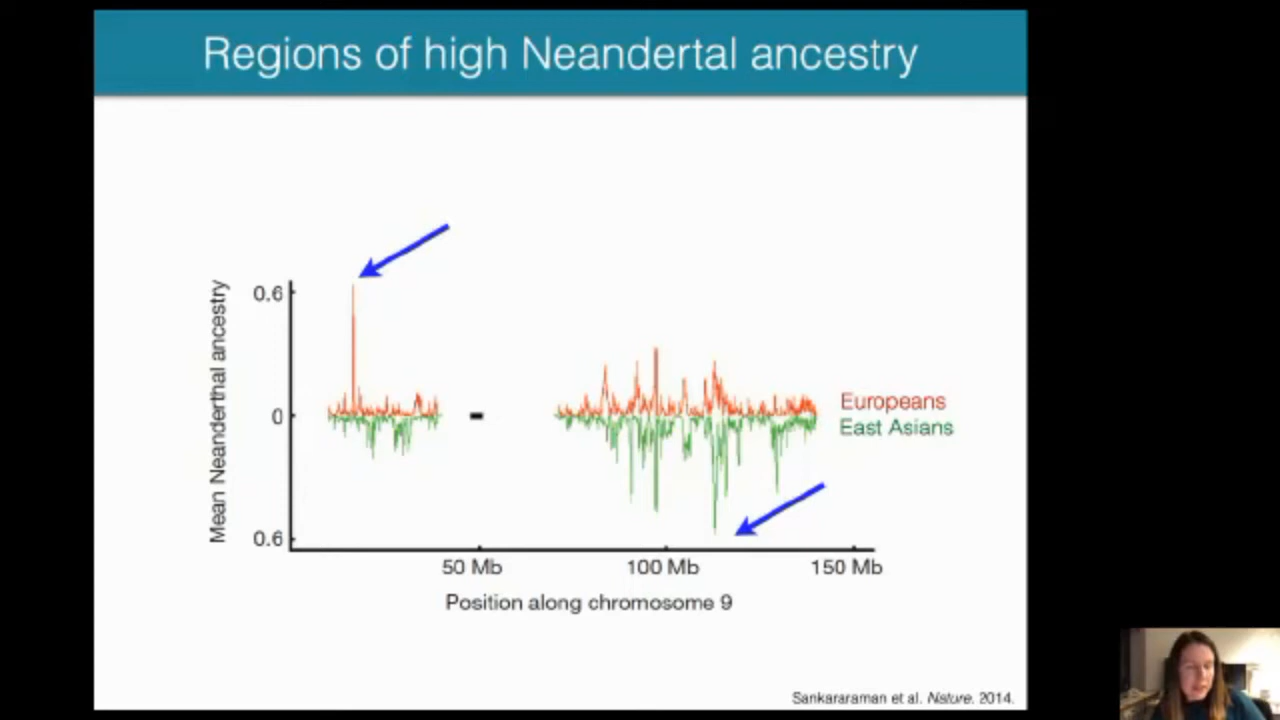 Regions of high Neandertal ancestry
Mean Neanderthal ancestry
0.6
0
0.6
Europeans
East Asians
50 Mb
100 Mb
150 Mb
Position along chromosome 9
Sankararaman et al. Nature. 2014.